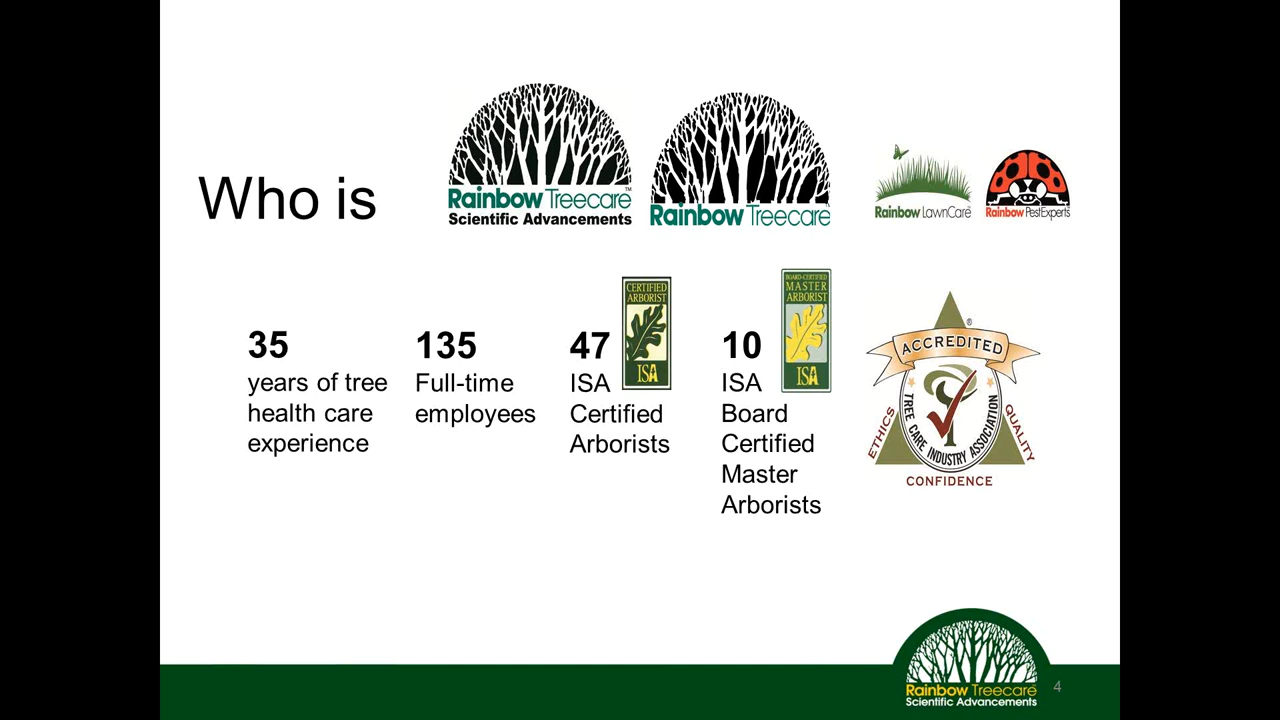 Who is
Rainbow Treecare™
Scientific Advancements
Rainbow Treecare
Rainbow LawnCare
Rainbow PestExperts
35
years of tree
health care
experience
135
Full-time
employees
47
ISA
Certified
Arborists
CERTIFIED
ARBORIST
ISA
10
ISA
Board
Certified
Master
Arborists
BOARD-CERTIFIED
MASTER
ARBORIST
ISA
ACCREDITED®
TREE CARE INDUSTRY ASSOCIATION
ETHICS
QUALITY
CONFIDENCE
Rainbow Treecare
Scientific Advancements
4